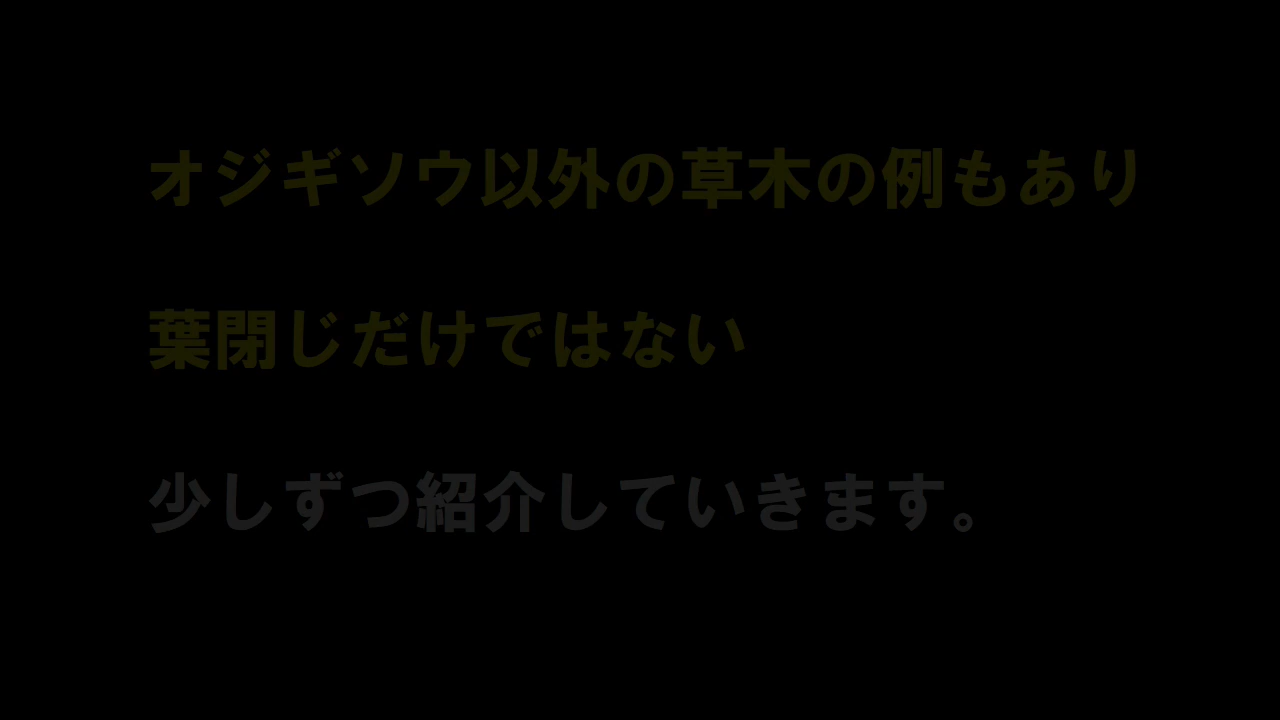 オジギソウ以外の草木の例もあり
葉閉じだけではない
少しずつ紹介していきます。